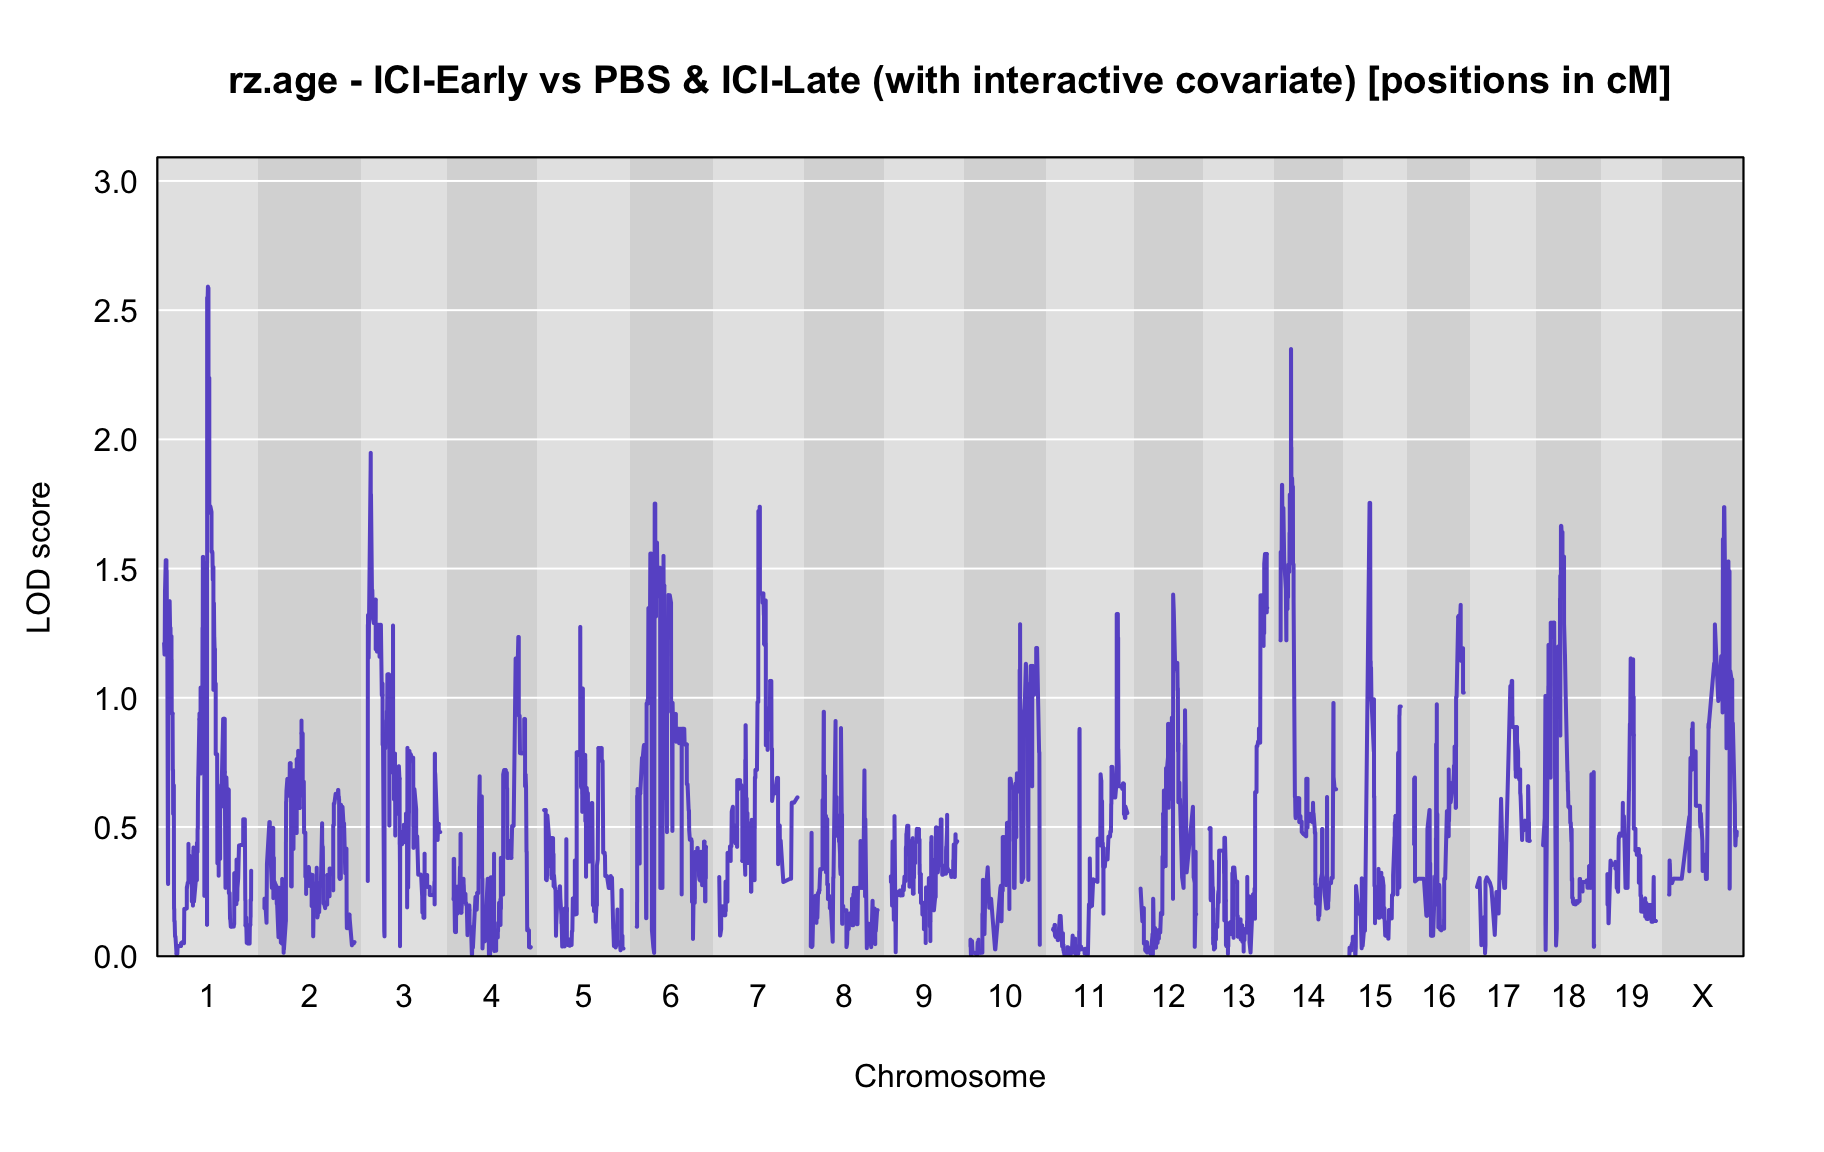 rz.age - ICI-Early vs PBS & ICI-Late (with interactive covariate) [positions in cM]
3.0
2.5
2.0
1.5
1.0
0.5
0.0
LOD score
1 2 3 4 5 6 7 8 9 10 11 12 13 14 15 16 17 18 19 X
Chromosome